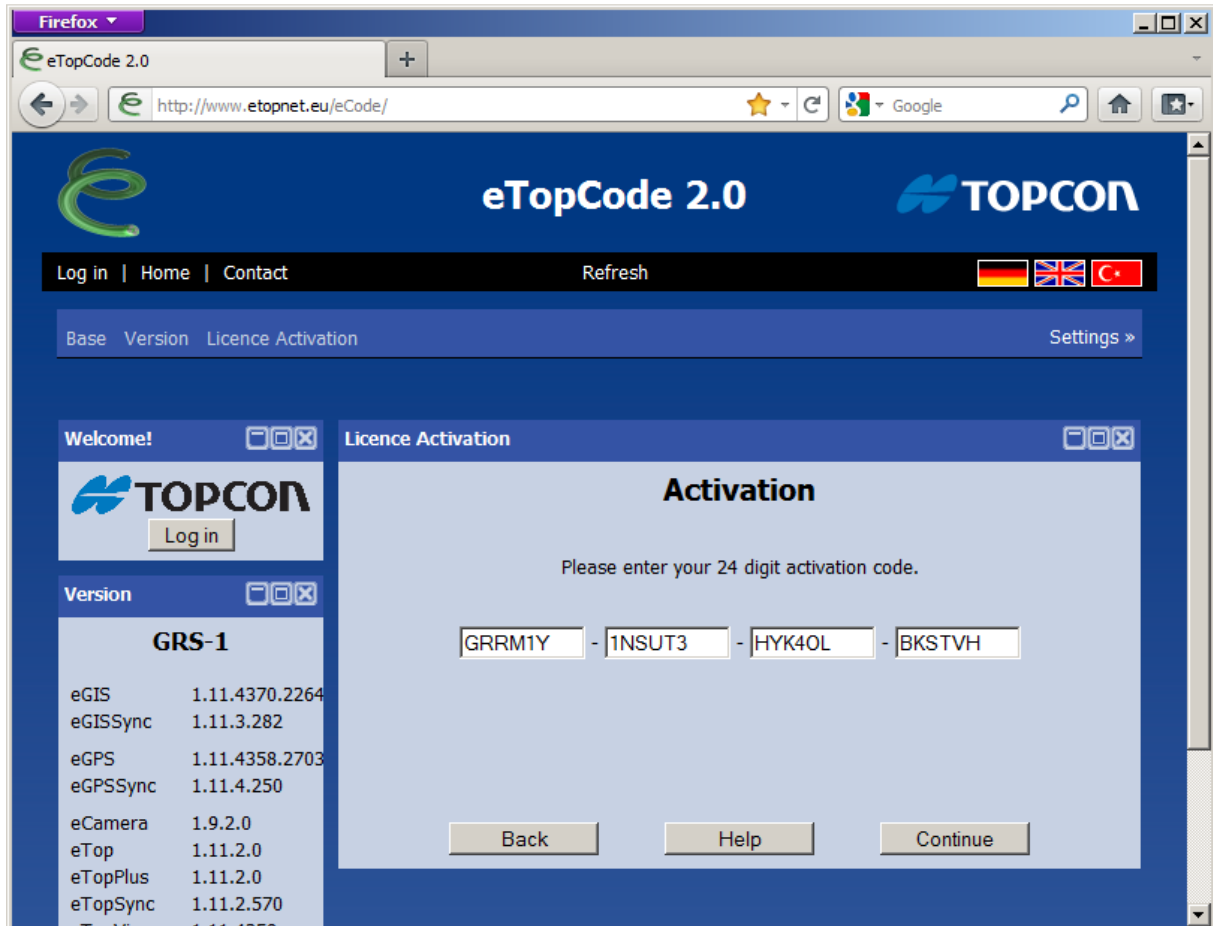 Firefox
eTopCode 2.0
http://www.etopnet.eu/eCode/
Google
eTopCode 2.0
TOPCON
Log in | Home | Contact
Refresh
Base Version Licence Activation
Settings »
Welcome!
TOPCON
Log in
Version
GRS-1
eGIS 1.11.4370.2264
eGISSync 1.11.3.282
eGPS 1.11.4358.2703
eGPSSync 1.11.4.250
eCamera 1.9.2.0
eTop 1.11.2.0
eTopPlus 1.11.2.0
eTopSync 1.11.2.570
Licence Activation
Activation
Please enter your 24 digit activation code.
GRRM1Y - 1NSUT3 - HYK4OL - BKSTVH
Back Help Continue